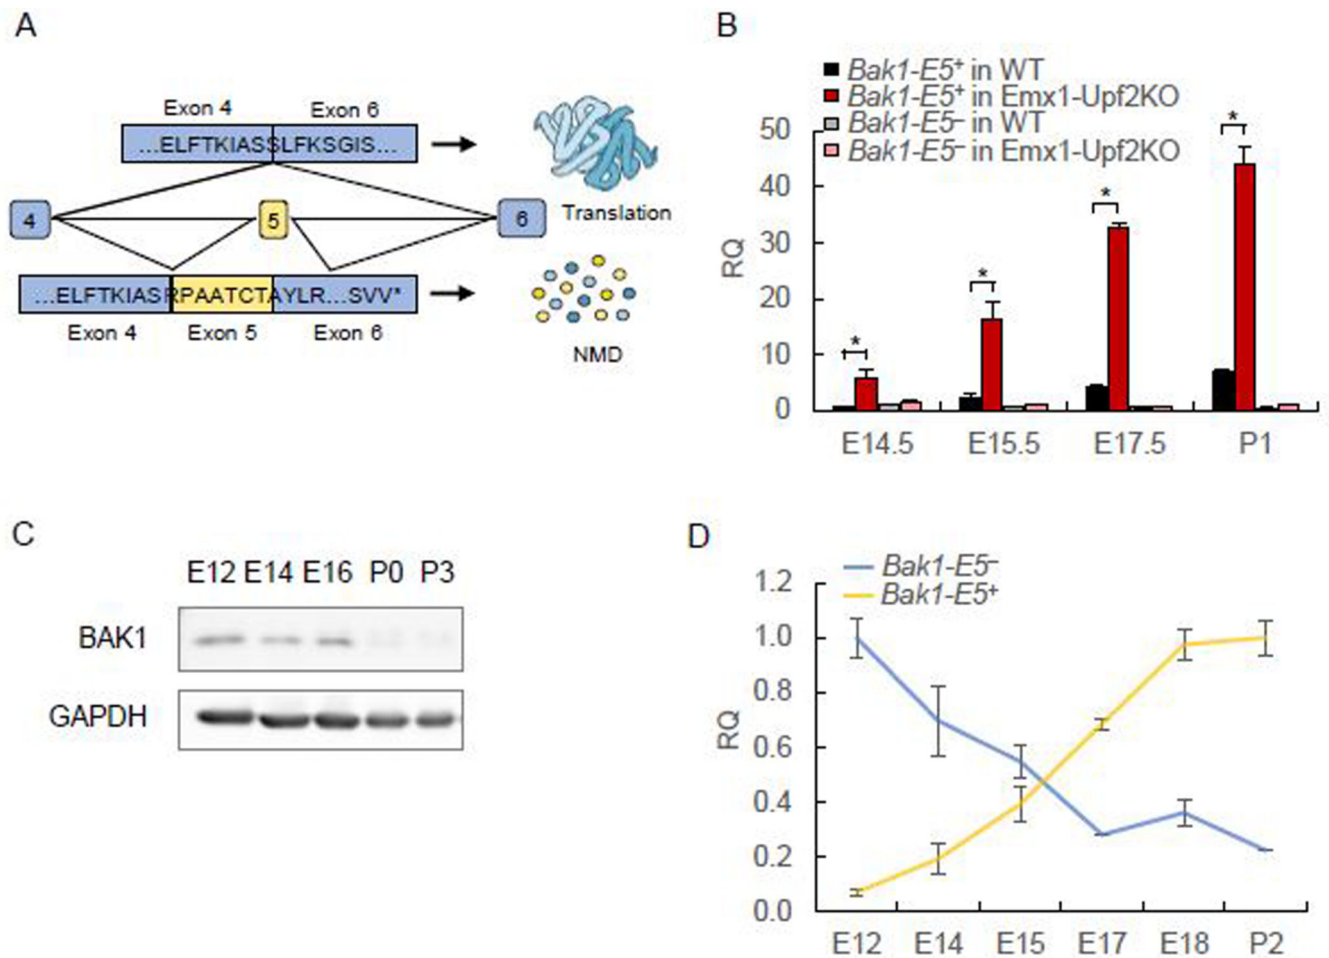 A
Exon 4 Exon 6
...ELFTKIASSLFKSGIS...
4 5 6
Translation
...ELFTKIASRPAATCTAYLR...SVV*
Exon 4 Exon 5 Exon 6
NMD
B
Bak1-E5+ in WT
Bak1-E5+ in Emx1-Upf2KO
Bak1-E5– in WT
Bak1-E5– in Emx1-Upf2KO
RQ
50
40
30
20
10
0
* * * *
E14.5 E15.5 E17.5 P1
C
E12 E14 E16 P0 P3
BAK1
GAPDH
D
Bak1-E5–
Bak1-E5+
RQ
1.2
1.0
0.8
0.6
0.4
0.2
0.0
E12 E14 E15 E17 E18 P2